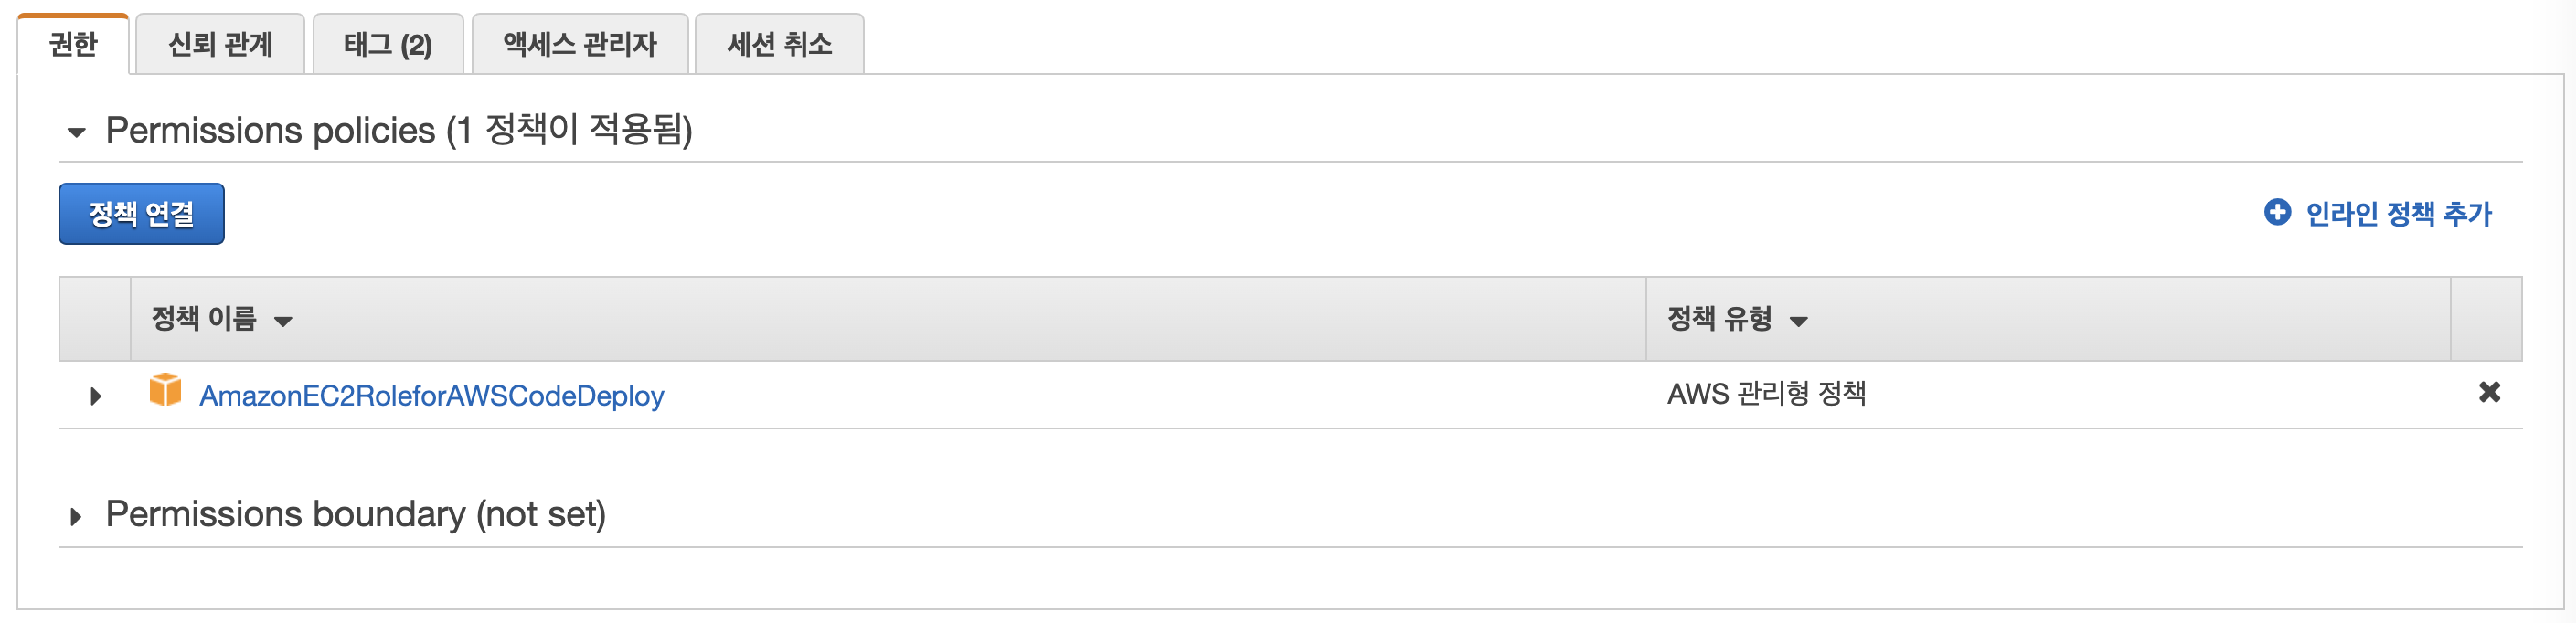 권한 신뢰 관계 태그 (2) 액세스 관리자 세션 취소
Permissions policies (1 정책이 적용됨)
정책 연결 인라인 정책 추가
정책 이름 정책 유형
AmazonEC2RoleforAWSCodeDeploy AWS 관리형 정책
Permissions boundary (not set)